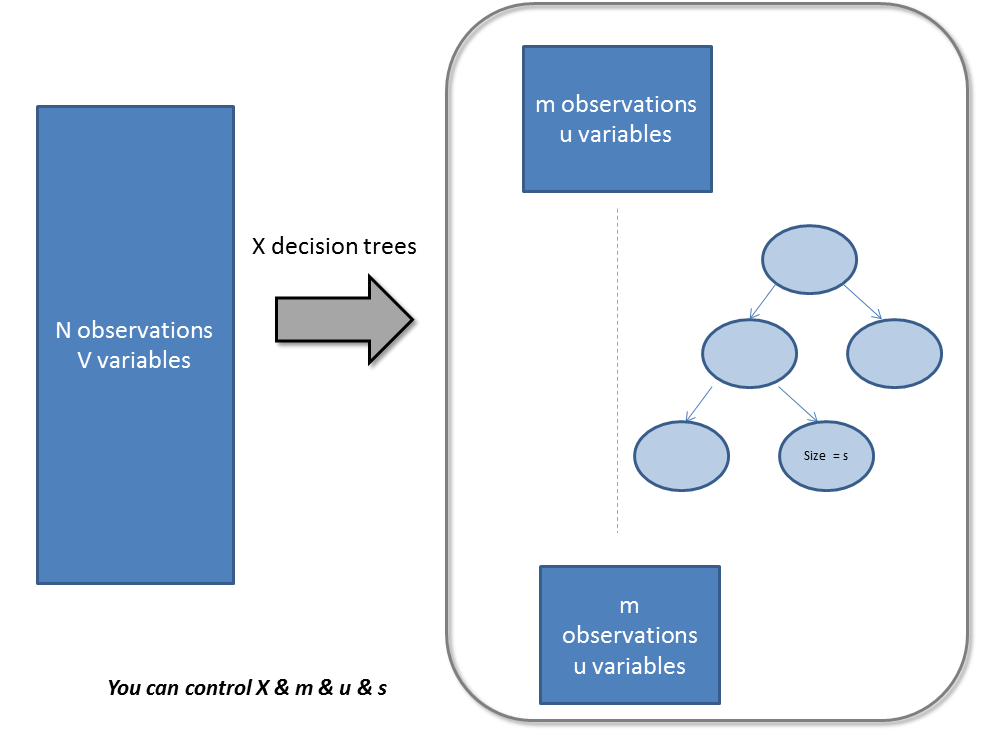 m observations
u variables
X decision trees
N observations
V variables
Size = s
m
observations
u variables
You can control X & m & u & s